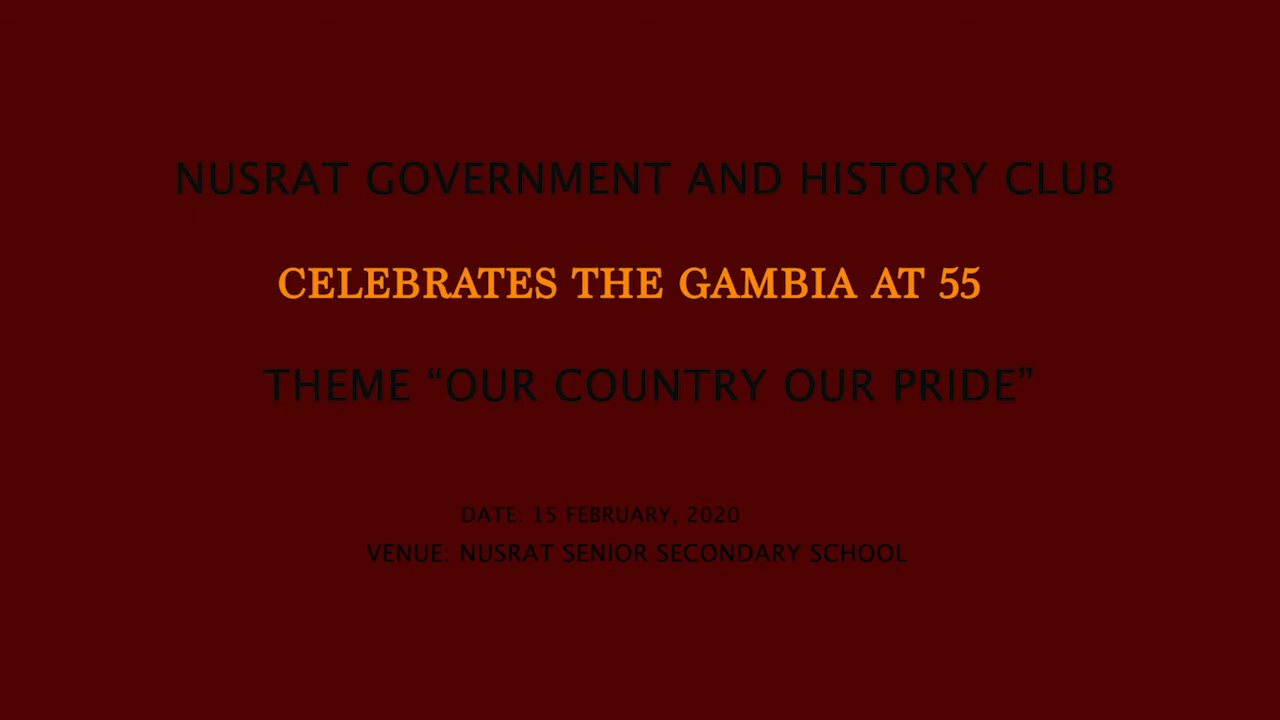 NUSRAT GOVERNMENT AND HISTORY CLUB
CELEBRATES THE GAMBIA AT 55
THEME “OUR COUNTRY OUR PRIDE”
DATE: 15 FEBRUARY, 2020
VENUE: NUSRAT SENIOR SECONDARY SCHOOL